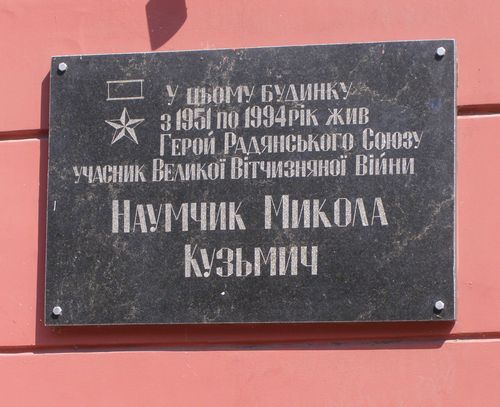 У цьому будинку
з 1951 по 1994 рік жив
Герой Радянського Союзу
учасник Великої Вітчизняної Війни
Наумчик Микола
Кузьмич